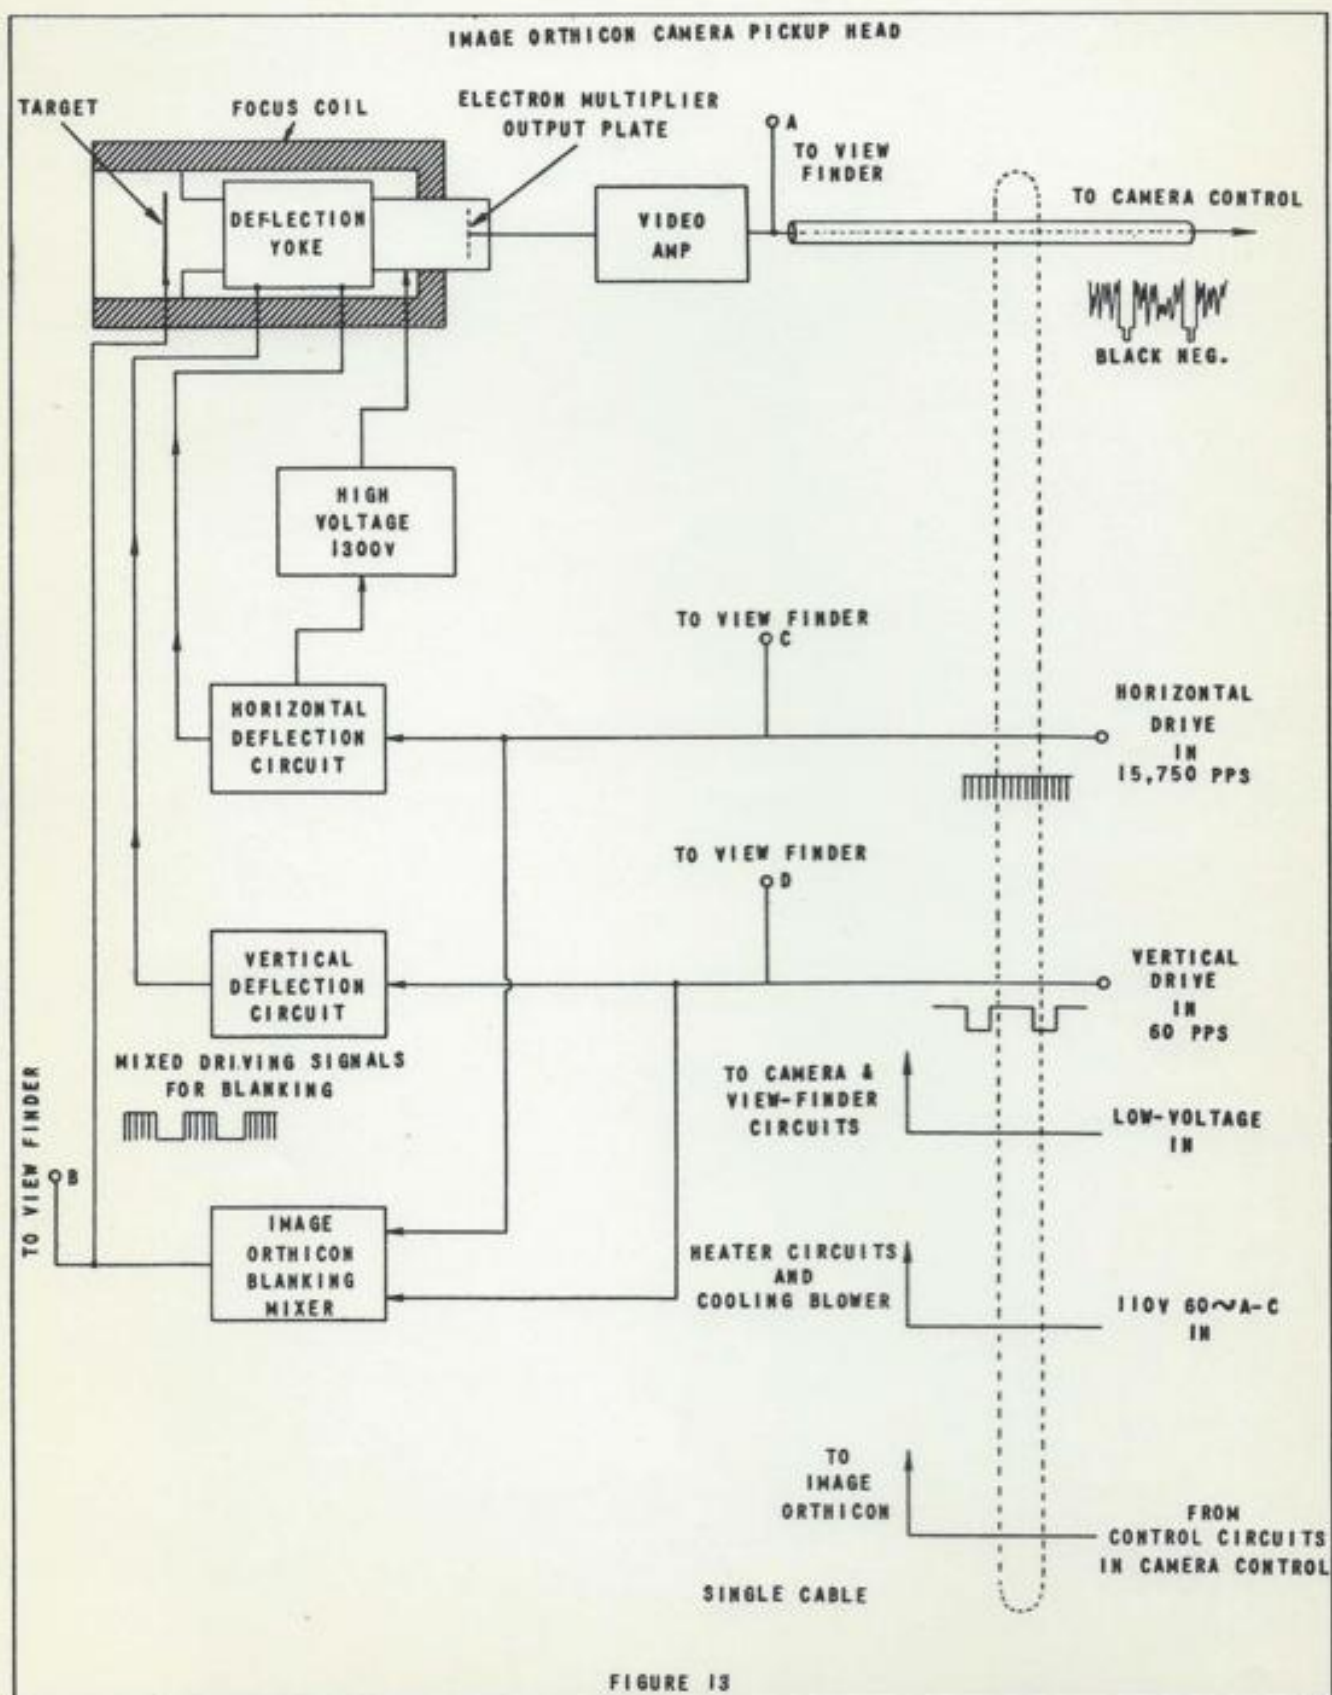 IMAGE ORTHICON CAMERA PICKUP HEAD
TARGET
FOCUS COIL
ELECTRON MULTIPLIER
OUTPUT PLATE
A
TO VIEW
FINDER
TO CAMERA CONTROL
DEFLECTION
YOKE
VIDEO
AMP
BLACK NEG.
HIGH
VOLTAGE
1300V
TO VIEW FINDER
C
HORIZONTAL
DEFLECTION
CIRCUIT
HORIZONTAL
DRIVE
IN
15,750 PPS
TO VIEW FINDER
D
VERTICAL
DEFLECTION
CIRCUIT
VERTICAL
DRIVE
IN
60 PPS
MIXED DRIVING SIGNALS
FOR BLANKING
TO CAMERA &
VIEW-FINDER
CIRCUITS
LOW-VOLTAGE
IN
TO VIEW FINDER
B
IMAGE
ORTHICON
BLANKING
MIXER
HEATER CIRCUITS
AND
COOLING BLOWER
110V 60~A-C
IN
TO
IMAGE
ORTHICON
FROM
CONTROL CIRCUITS
IN CAMERA CONTROL
SINGLE CABLE
FIGURE 13